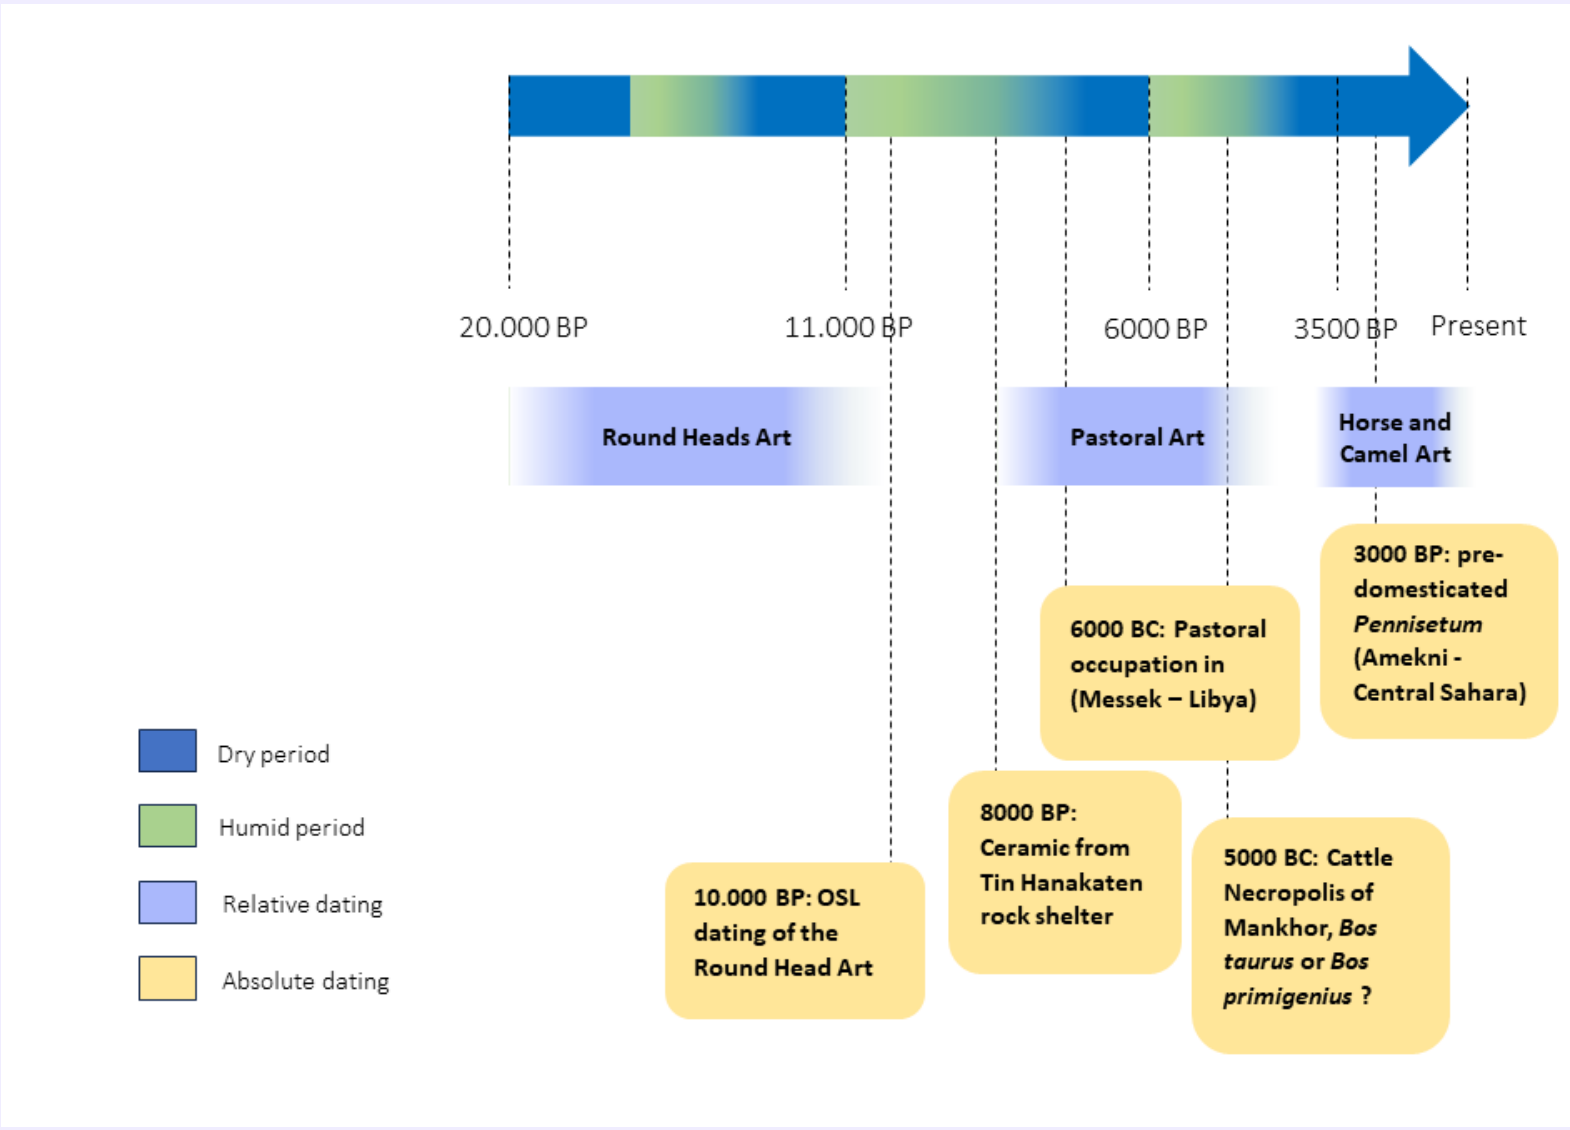 20.000 BP
11.000 BP
6000 BP
3500 BP
Present
Round Heads Art
Pastoral Art
Horse and
Camel Art
3000 BP: pre-
domesticated
Pennisetum
(Amekni -
Central Sahara)
6000 BC: Pastoral
occupation in
(Messek – Libya)
8000 BP:
Ceramic from
Tin Hanakaten
rock shelter
5000 BC: Cattle
Necropolis of
Mankhor, Bos
taurus or Bos
primigenius ?
10.000 BP: OSL
dating of the
Round Head Art
Dry period
Humid period
Relative dating
Absolute dating